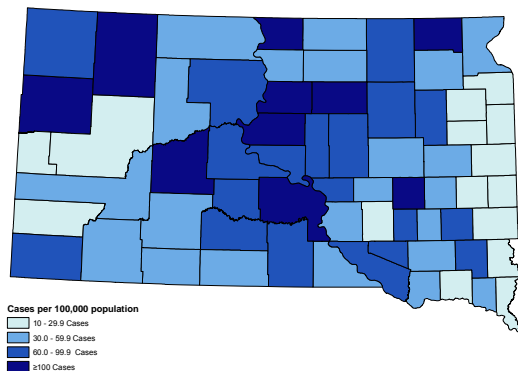 Cases per 100,000 population
10 - 29.9 Cases
30.0 - 59.9 Cases
60.0 - 99.9 Cases
≥100 Cases